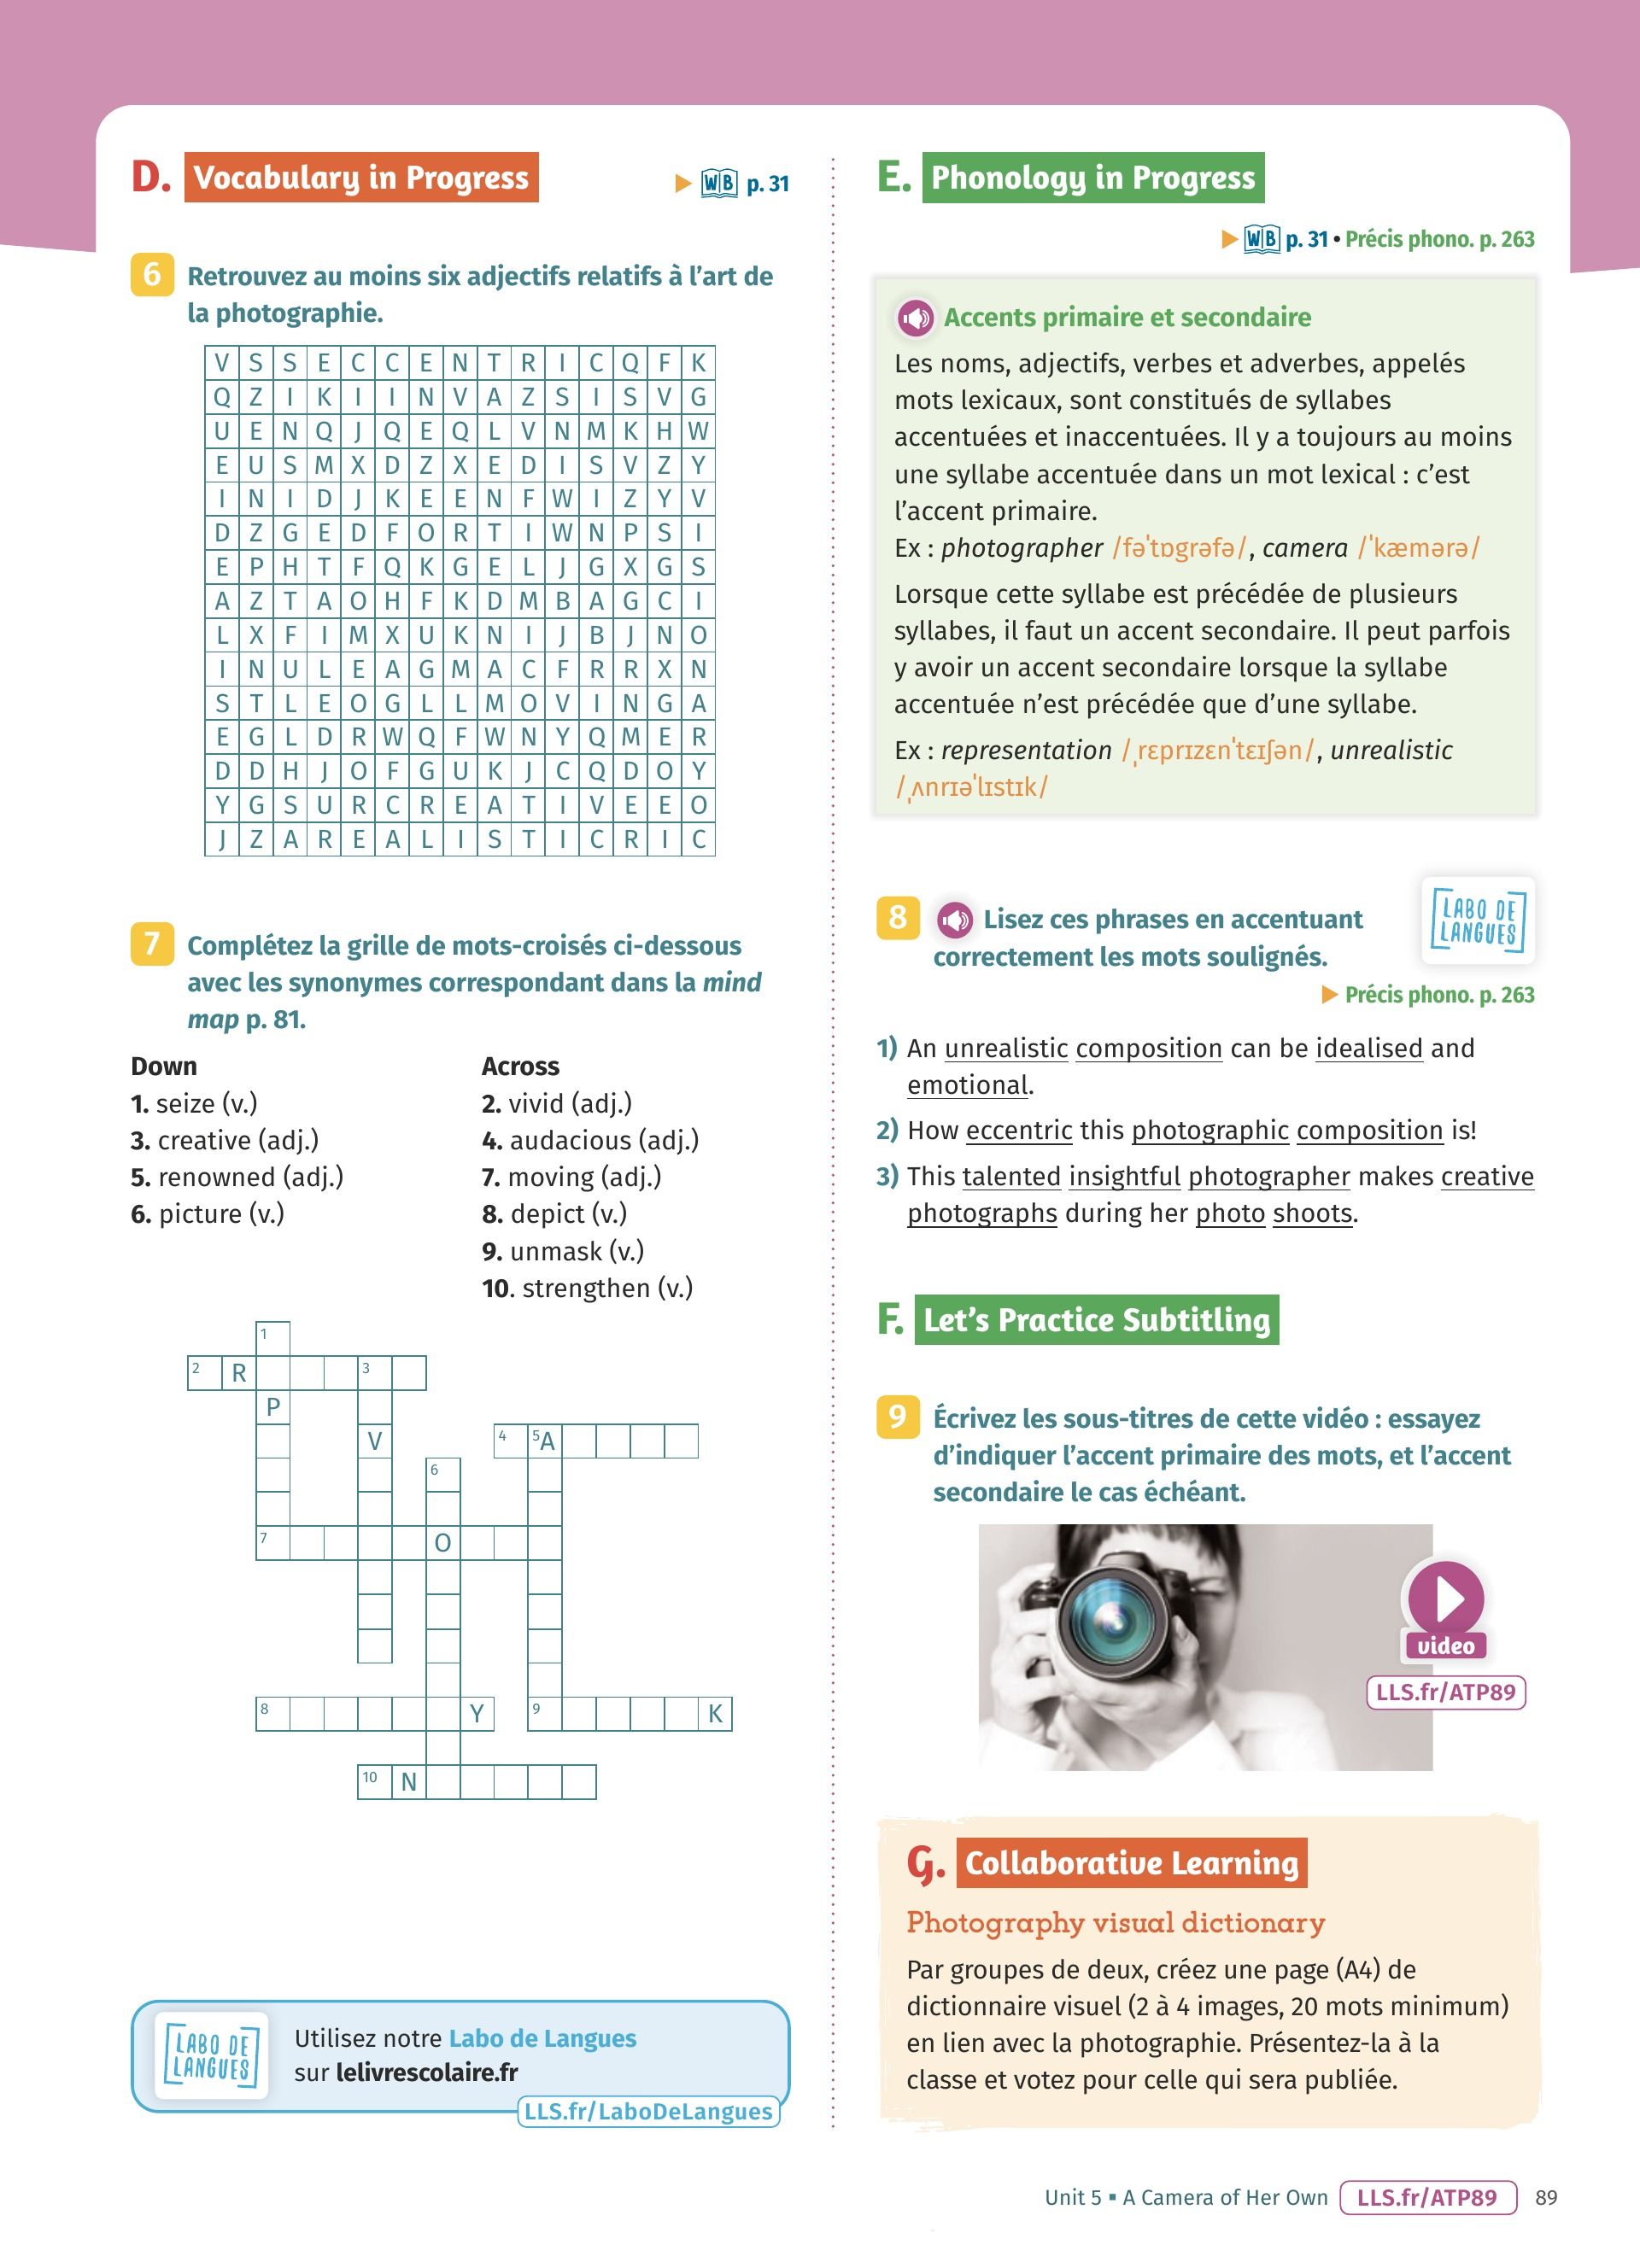 D. Vocabulary in Progress
WB p. 31
6 Retrouvez au moins six adjectifs relatifs à l’art de
la photographie.
V S S E C C E N T R I C Q F K
Q Z I K I I N V A Z S I S V G
U E N Q J Q E Q L V N M K H W
E U S M X D Z X E D I S V Z Y
I N I D J K E E N F W I Z Y V
D Z G E D F O R T I W N P S I
E P H T F Q K G E L J G X G S
A Z T A O H F K D M B A G C I
L X F I M X U K N I J B J N O
I N U L E A G M A C F R R X N
S T L E O G L L M O V I N G A
E G L D R W Q F W N Y Q M E R
D D H J O F G U K J C Q D O Y
Y G S U R C R E A T I V E E O
J Z A R E A L I S T I C R I C
7 Complétez la grille de mots-croisés ci-dessous
avec les synonymes correspondant dans la mind
map p. 81.
Down
1. seize (v.)
3. creative (adj.)
5. renowned (adj.)
6. picture (v.)
Across
2. vivid (adj.)
4. audacious (adj.)
7. moving (adj.)
8. depict (v.)
9. unmask (v.)
10. strengthen (v.)
1
2 R 3
P
V 4 5 A
6
7 O
8 Y 9 K
10 N
LABO DE
LANGUES
Utilisez notre Labo de Langues
sur lelivrescolaire.fr
LLS.fr/LaboDeLangues
E. Phonology in Progress
WB p. 31 • Précis phono. p. 263
Accents primaire et secondaire
Les noms, adjectifs, verbes et adverbes, appelés
mots lexicaux, sont constitués de syllabes
accentuées et inaccentuées. Il y a toujours au moins
une syllabe accentuée dans un mot lexical : c’est
l’accent primaire.
Ex : photographer /fəˈtɒgrəfə/, camera /ˈkæmərə/
Lorsque cette syllabe est précédée de plusieurs
syllabes, il faut un accent secondaire. Il peut parfois
y avoir un accent secondaire lorsque la syllabe
accentuée n’est précédée que d’une syllabe.
Ex : representation /ˌrɛprɪzɛnˈteɪʃən/, unrealistic
/ˌʌnrɪəˈlɪstɪk/
8 Lisez ces phrases en accentuant
correctement les mots soulignés.
LABO DE
LANGUES
Précis phono. p. 263
1) An unrealistic composition can be idealised and
emotional.
2) How eccentric this photographic composition is!
3) This talented insightful photographer makes creative
photographs during her photo shoots.
F. Let’s Practice Subtitling
9 Écrivez les sous-titres de cette vidéo : essayez
d’indiquer l’accent primaire des mots, et l’accent
secondaire le cas échéant.
video
LLS.fr/ATP89
G. Collaborative Learning
Photography visual dictionary
Par groupes de deux, créez une page (A4) de
dictionnaire visuel (2 à 4 images, 20 mots minimum)
en lien avec la photographie. Présentez-la à la
classe et votez pour celle qui sera publiée.
Unit 5 ▪ A Camera of Her Own LLS.fr/ATP89 89